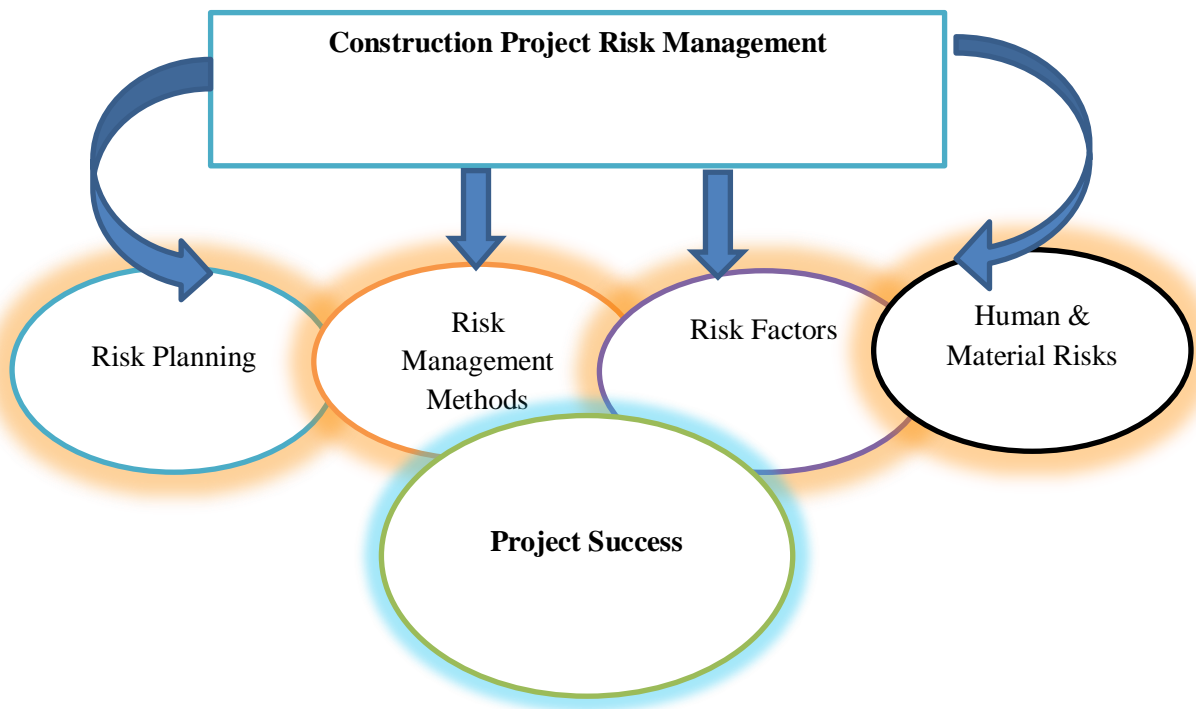 Construction Project Risk Management
Risk Planning
Risk
Management
Methods
Risk Factors
Human &
Material Risks
Project Success